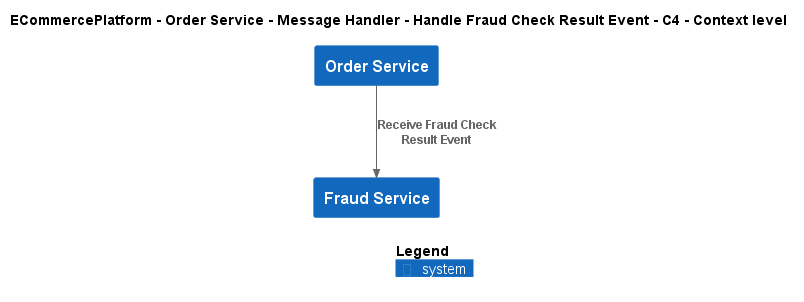 ECommercePlatform - Order Service - Message Handler - Handle Fraud Check Result Event - C4 - Context level
Order Service
Receive Fraud Check
Result Event
Fraud Service
Legend
system